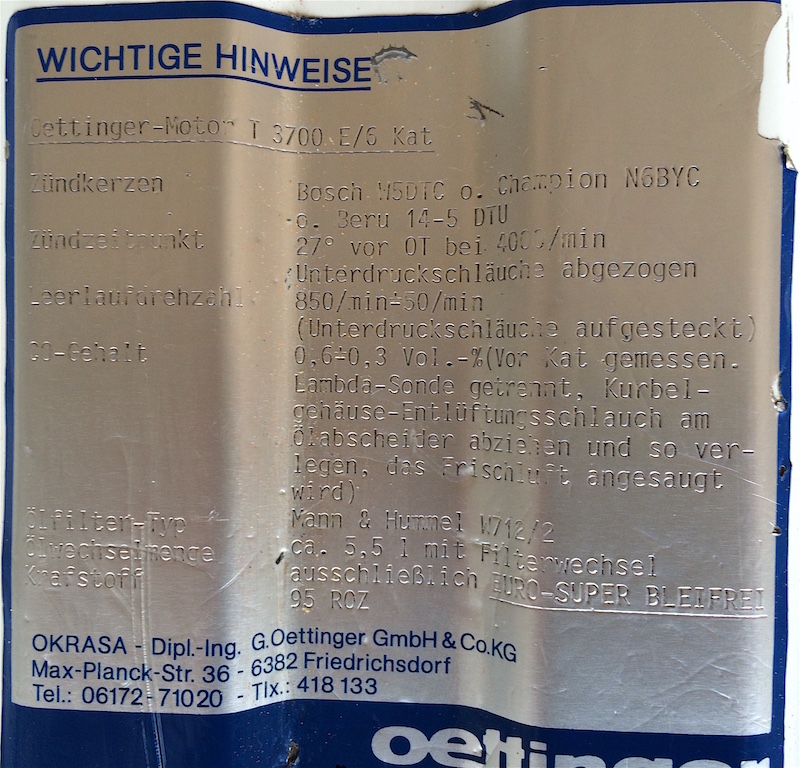 WICHTIGE HINWEISE
Oettinger-Motor T 3700 E/6 Kat
Zündkerzen Bosch W5DTC o. Champion N6BYC
o. Beru 14-5 DTU
Zündzeitpunkt 27° vor OT bei 4000/min
Unterdruckschläuche abgezogen
Leerlaufdrehzahl 850/min±50/min
(Unterdruckschläuche aufgesteckt)
CO-Gehalt 0,6±0,3 Vol.-%(Vor Kat gemessen.
Lambda-Sonde getrennt, Kurbel-
gehäuse-Entlüftungsschlauch am
Ölabscheider abziehen und so ver-
legen, das Frischluft angesaugt
wird)
Ölfilter-Typ Mann & Hummel W712/2
Ölwechselmenge ca. 5,5 l mit Filterwechsel
Krafstoff ausschließlich EURO-SUPER BLEIFREI
95 ROZ
OKRASA - Dipl.-Ing. G.Oettinger GmbH & Co.KG
Max-Planck-Str. 36 - 6382 Friedrichsdorf
Tel.: 06172-71020 - Tlx.: 418 133
oettinger